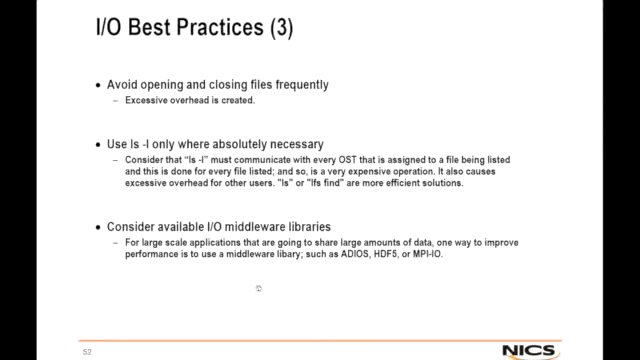 I/O Best Practices (3)
• Avoid opening and closing files frequently
– Excessive overhead is created.
• Use ls -l only where absolutely necessary
– Consider that “ls -l” must communicate with every OST that is assigned to a file being listed
and this is done for every file listed; and so, is a very expensive operation. It also causes
excessive overhead for other users. "ls" or "lfs find" are more efficient solutions.
• Consider available I/O middleware libraries
– For large scale applications that are going to share large amounts of data, one way to improve
performance is to use a middleware libary; such as ADIOS, HDF5, or MPI-IO.
52
NICS